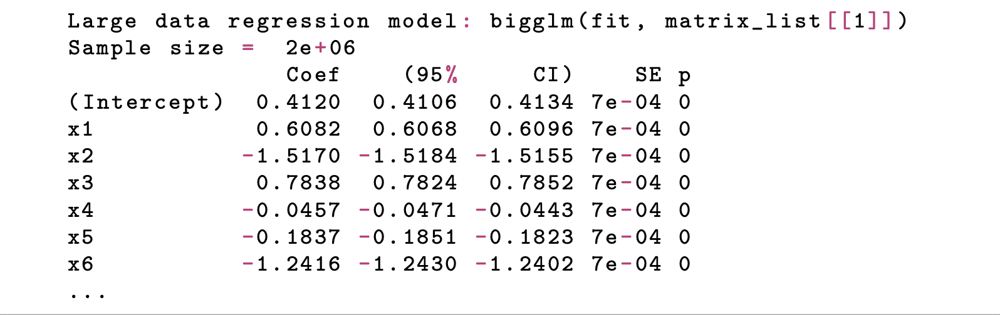 Large data regression model: bigglm(fit, matrix_list[[1]])
Sample size =  2e+06
Coef (95% CI) SE p
(Intercept) 0.4120 0.4106 0.4134 7e-04 0
x1 0.6082 0.6068 0.6096 7e-04 0
x2 -1.5170 -1.5184 -1.5155 7e-04 0
x3 0.7838 0.7824 0.7852 7e-04 0
x4 -0.0457 -0.0471 -0.0443 7e-04 0
x5 -0.1837 -0.1851 -0.1823 7e-04 0
x6 -1.2416 -1.2430 -1.2402 7e-04 0
...